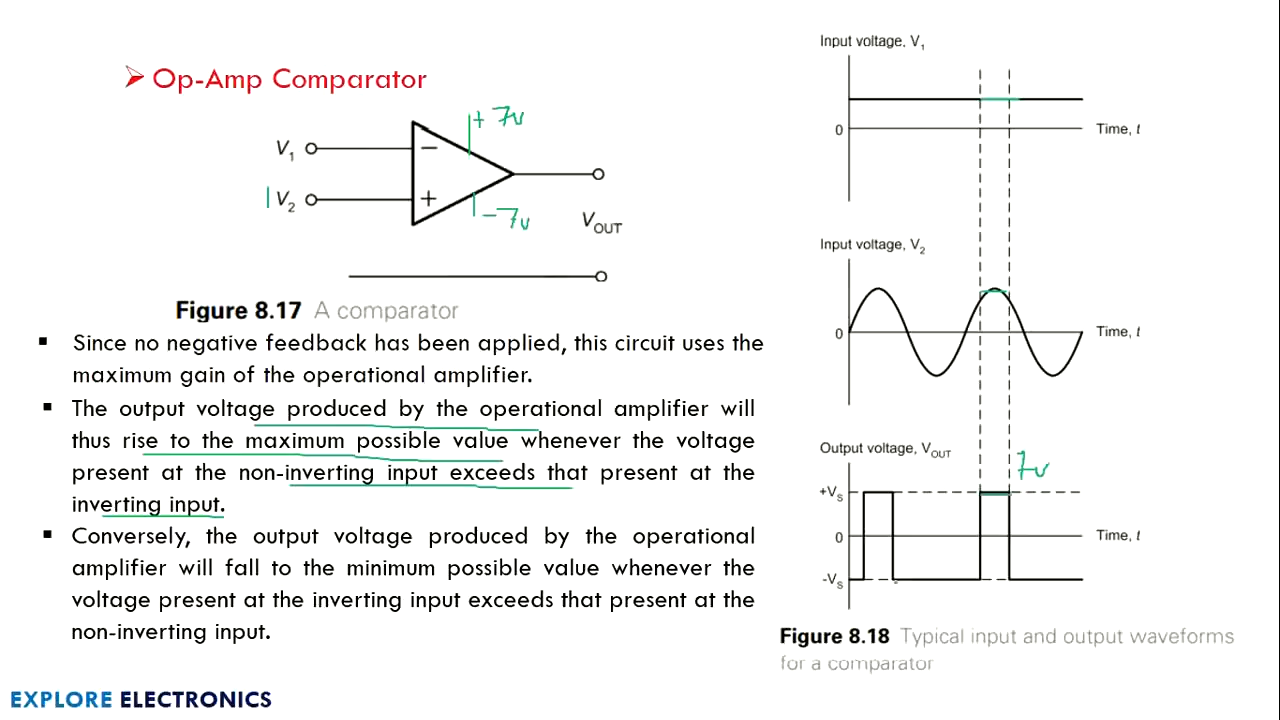 ➢ Op-Amp Comparator
+ 7v
V1
−
V2
+
−7v
VOUT
Figure 8.17 A comparator
▪ Since no negative feedback has been applied, this circuit uses the
maximum gain of the operational amplifier.
▪ The output voltage produced by the operational amplifier will
thus rise to the maximum possible value whenever the voltage
present at the non-inverting input exceeds that present at the
inverting input.
▪ Conversely, the output voltage produced by the operational
amplifier will fall to the minimum possible value whenever the
voltage present at the inverting input exceeds that present at the
non-inverting input.
EXPLORE ELECTRONICS
Input voltage, V1
0
Time, t
Input voltage, V2
0
Time, t
Output voltage, VOUT
7v
+VS
0
Time, t
-VS
Figure 8.18 Typical input and output waveforms
for a comparator